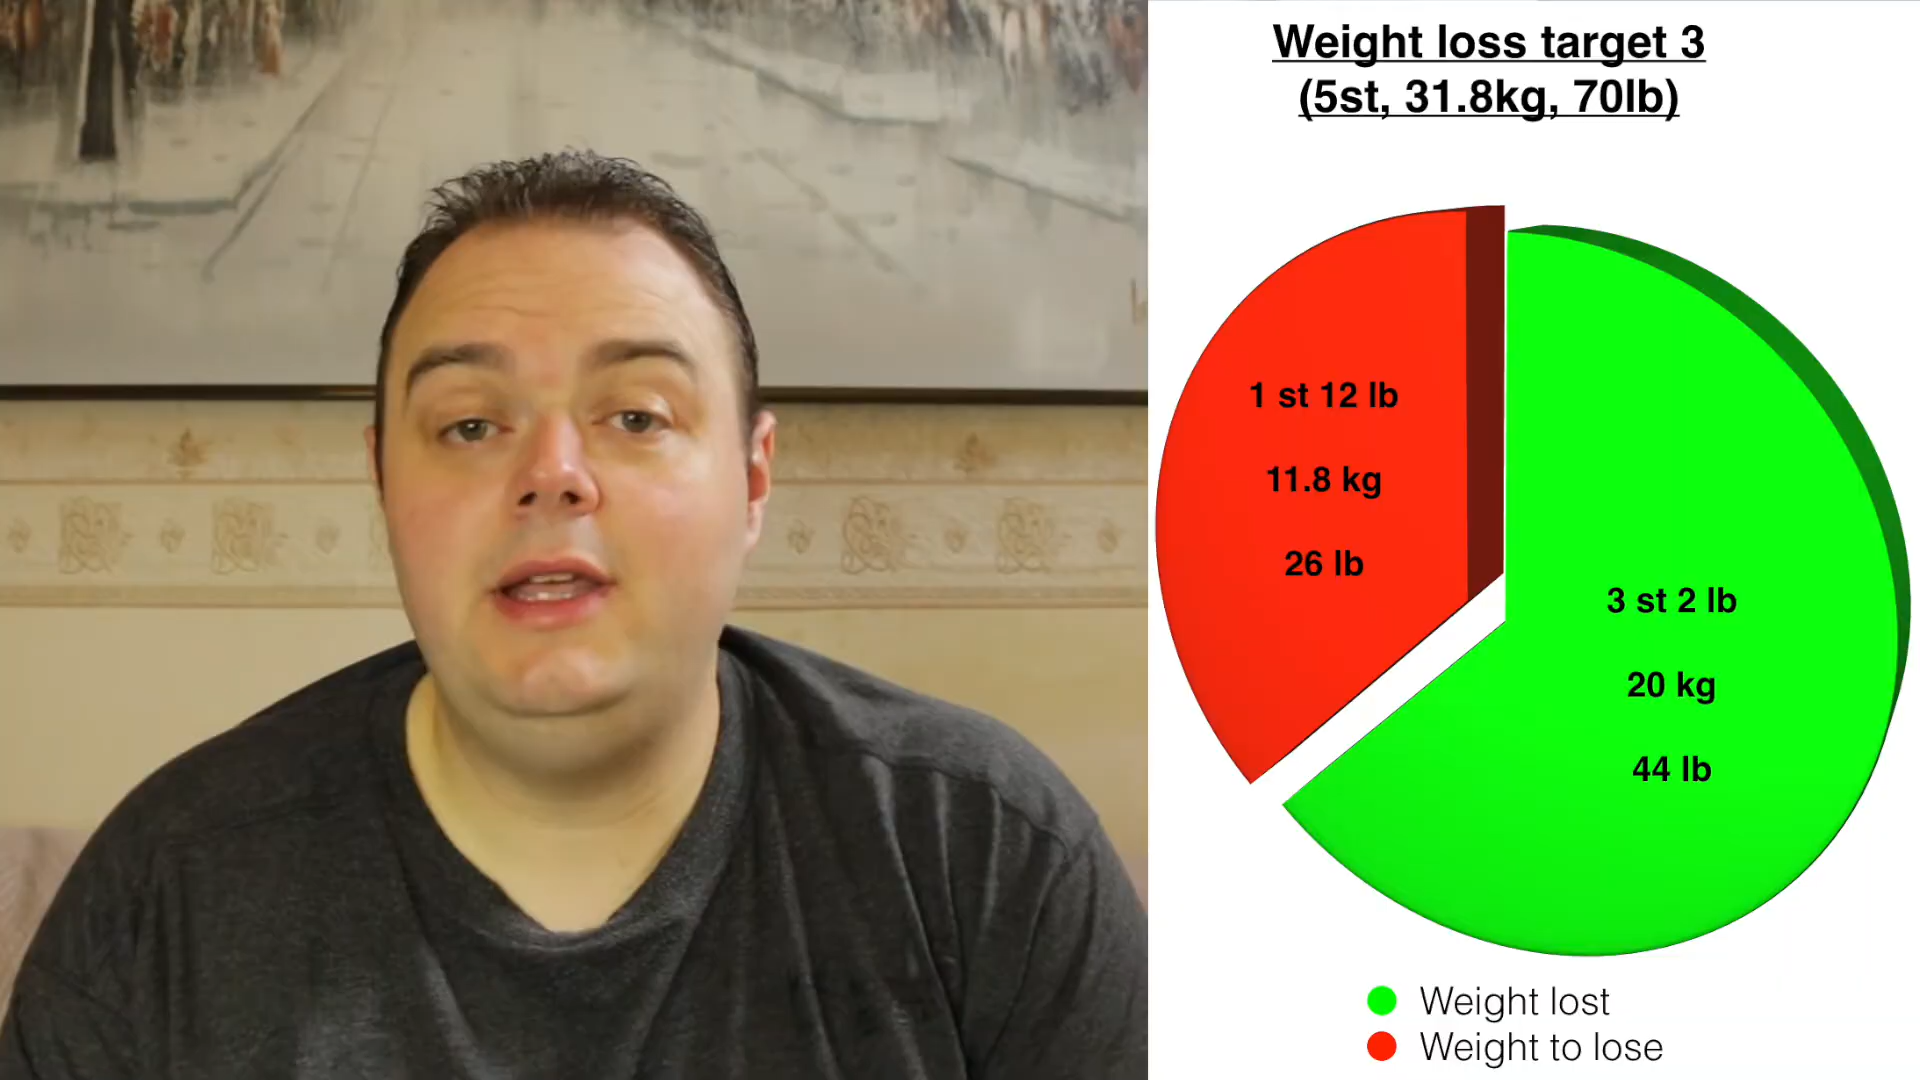 Weight loss target 3
(5st, 31.8kg, 70lb)
1 st 12 lb
11.8 kg
26 lb
3 st 2 lb
20 kg
44 lb
Weight lost
Weight to lose